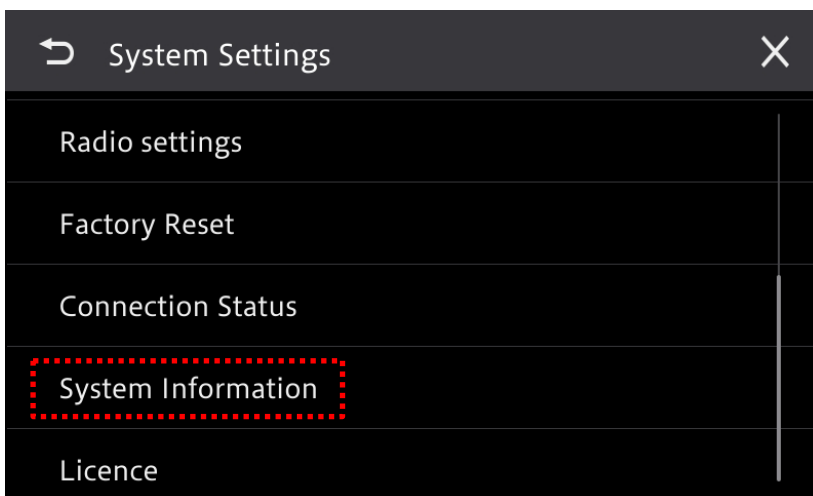 System Settings
Radio settings
Factory Reset
Connection Status
System Information
Licence